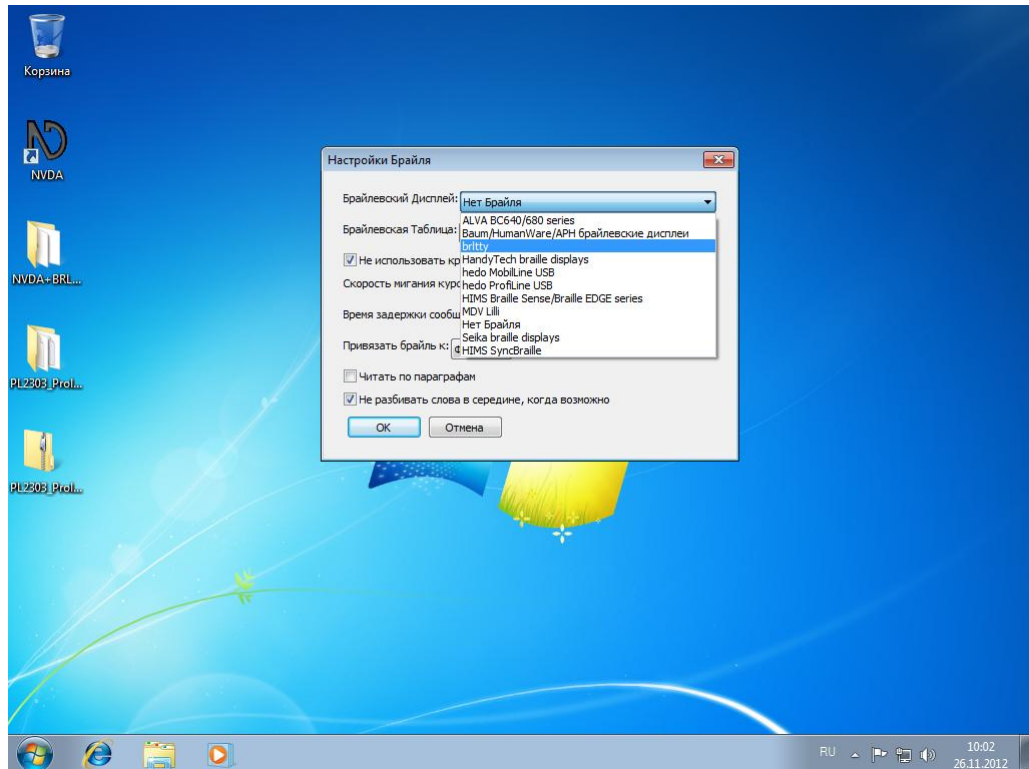 Корзина
NVDA
NVDA+BRL...
PL2303_Prol...
PL2303_Proli...
Настройки Брайля
Брайлевский Дисплей:
Нет Брайля
ALVA BC640/680 series
Baum/HumanWare/APH брайлевские дисплеи
brltty
HandyTech braille displays
hedo MobilLine USB
hedo ProfiLine USB
HIMS Braille Sense/Braille EDGE series
MDV Lilli
Нет Брайля
Seika braille displays
HIMS SyncBraille
Брайлевская Таблица:
Не использовать кр
Скорость мигания курс
Время задержки сообщ
Привязать брайль к:
Читать по параграфам
Не разбивать слова в середине, когда возможно
OK
Отмена
RU
10:02
26.11.2012